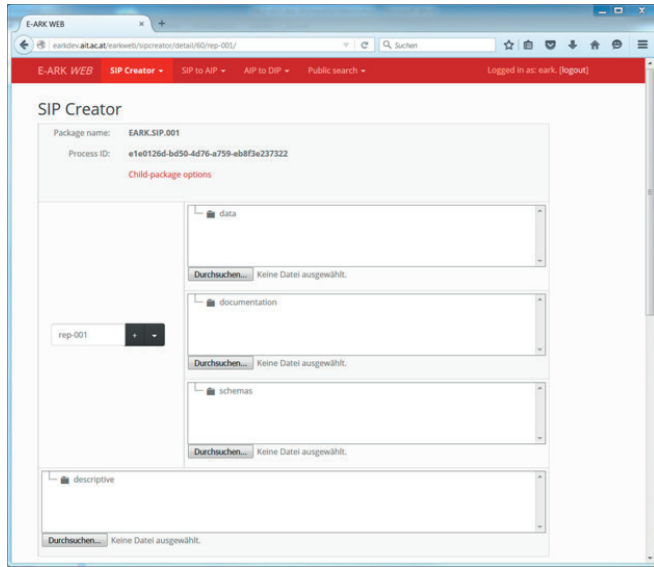 E-ARK WEB
earkdev.ait.ac.at/earkweb/sipcreator/detail/60/rep-001/
Suchen
E-ARK WEB SIP Creator SIP to AIP AIP to DIP Public search Logged in as: eark. [logout]
SIP Creator
Package name: EARK.SIP.001
Process ID: e1e0126d-bd50-4d76-a759-eb8f3e237322
Child-package options
data
Durchsuchen... Keine Datei ausgewählt.
documentation
rep-001 +
Durchsuchen... Keine Datei ausgewählt.
schemas
Durchsuchen... Keine Datei ausgewählt.
descriptive
Durchsuchen... Keine Datei ausgewählt.